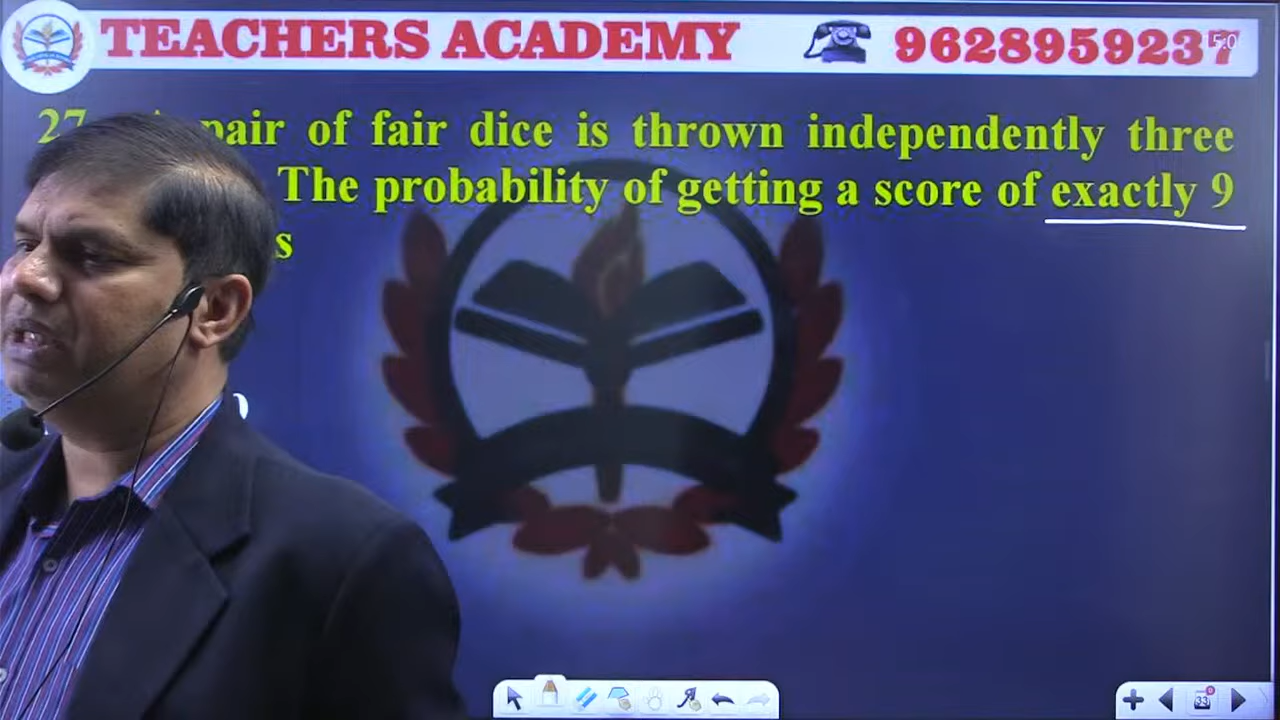 TEACHERS ACADEMY 9628959237
27 pair of fair dice is thrown independently three
The probability of getting a score of exactly 9
s
33